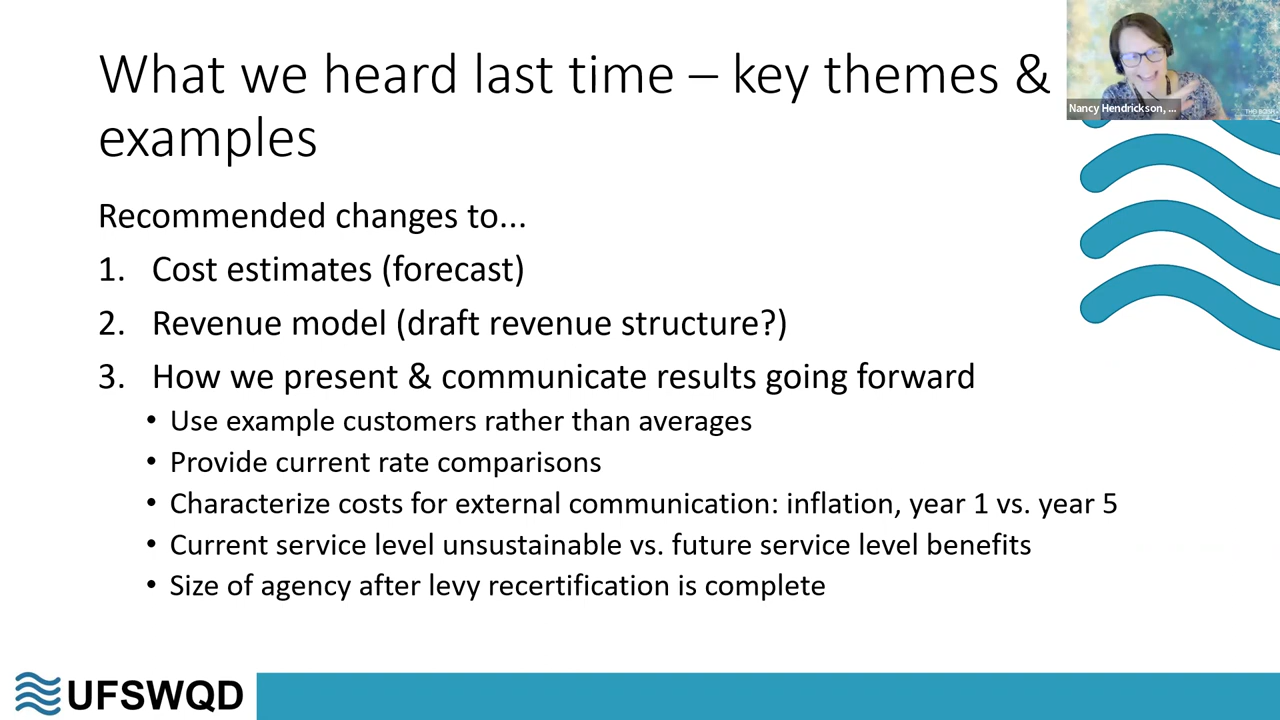 What we heard last time – key themes &
examples
Nancy Hendrickson, ...
Recommended changes to...
1. Cost estimates (forecast)
2. Revenue model (draft revenue structure?)
3. How we present & communicate results going forward
• Use example customers rather than averages
• Provide current rate comparisons
• Characterize costs for external communication: inflation, year 1 vs. year 5
• Current service level unsustainable vs. future service level benefits
• Size of agency after levy recertification is complete
UFSWQD